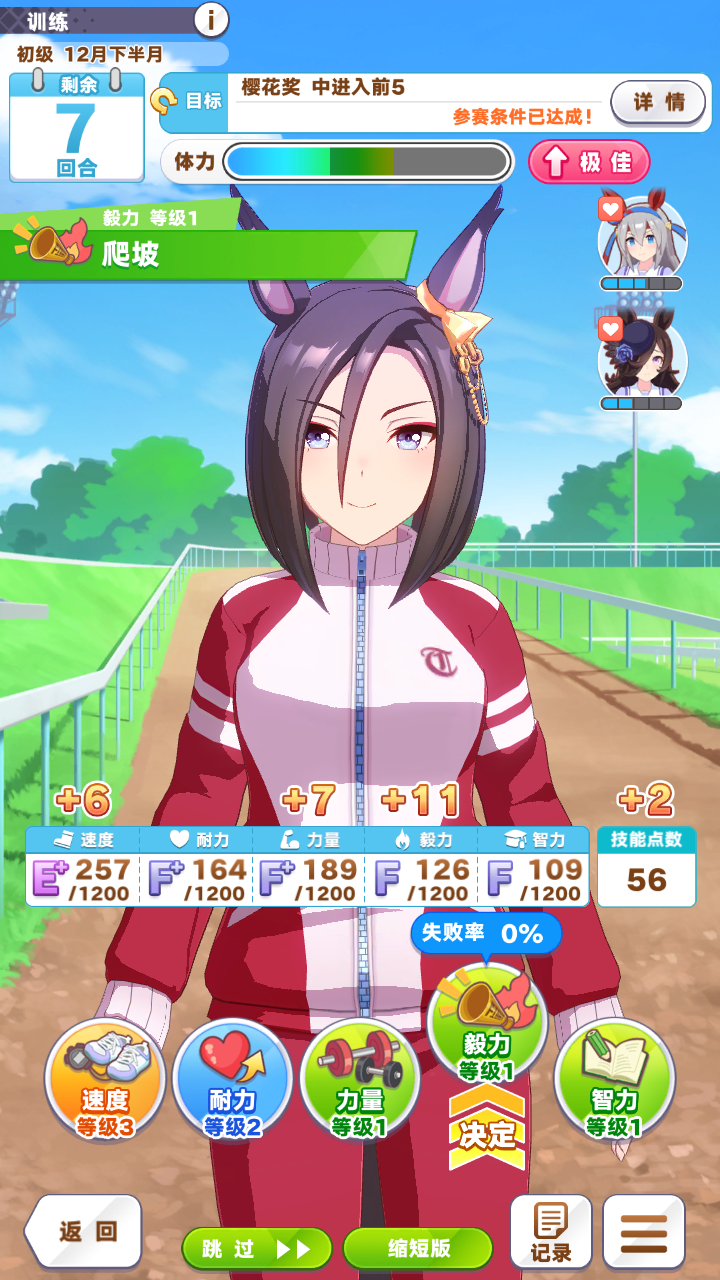 训练
i
初级 12月下半月
剩余
7
回合
目标
樱花奖 中进入前5
参赛条件已达成!
详情
体力
极佳
毅力 等级1
爬坡
+6
+7
+11
+2
速度
耐力
力量
毅力
智力
技能点数
E+ 257/1200
F+ 164/1200
F+ 189/1200
F 126/1200
F 109/1200
56
失败率 0%
速度
等级3
耐力
等级2
力量
等级1
毅力
等级1
智力
等级1
决定
返回
跳过
缩短版
记录